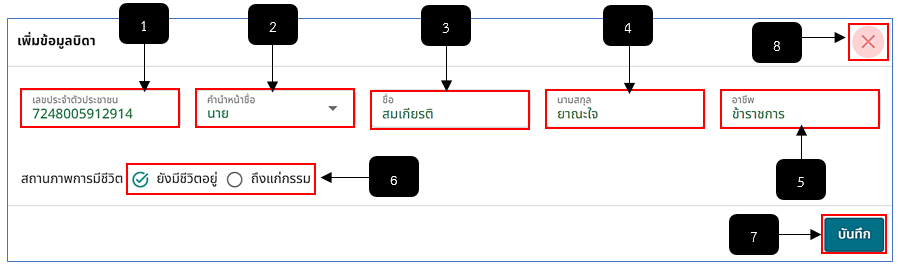 1
2
3
4
เพิ่มข้อมูลบิดา
8
เลขประจำตัวประชาชน
7248005912914
คำนำหน้าชื่อ
นาย
ชื่อ
สมเกียรติ
นามสกุล
ยาณะใจ
อาชีพ
ข้าราชการ
สถานภาพการมีชีวิต ยังมีชีวิตอยู่ ถึงแก่กรรม
6
5
7
บันทึก